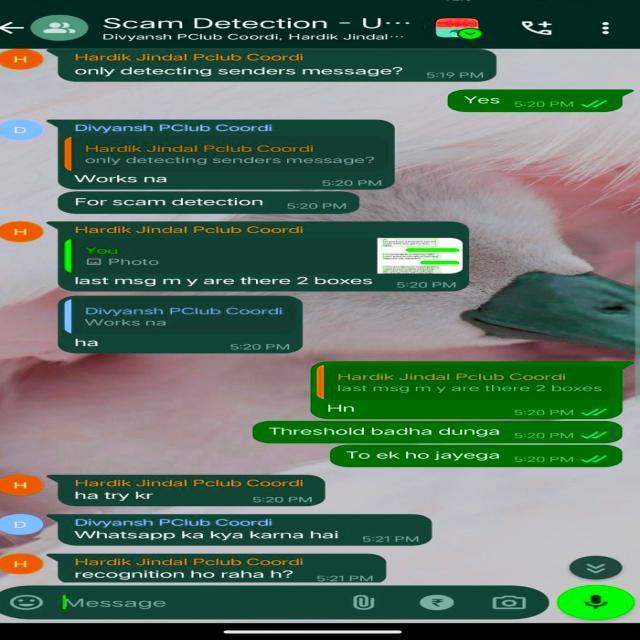 Scam Detection - U...
Divyansh PClub Coordi, Hardik Jindal...
H
Hardik Jindal Pclub Coordi
only detecting senders message? 5:19 PM
Yes 5:20 PM
D
Divyansh PClub Coordi
Hardik Jindal Pclub Coordi
only detecting senders message?
Works na 5:20 PM
For scam detection 5:20 PM
H
Hardik Jindal Pclub Coordi
You
Photo
last msg m y are there 2 boxes 5:20 PM
Divyansh PClub Coordi
Works na
ha 5:20 PM
Hardik Jindal Pclub Coordi
last msg m y are there 2 boxes
Hn 5:20 PM
Threshold badha dunga 5:20 PM
To ek ho jayega 5:20 PM
H
Hardik Jindal Pclub Coordi
ha try kr 5:20 PM
D
Divyansh PClub Coordi
Whatsapp ka kya karna hai 5:21 PM
H
Hardik Jindal Pclub Coordi
recognition ho raha h? 5:21 PM
Message
₹